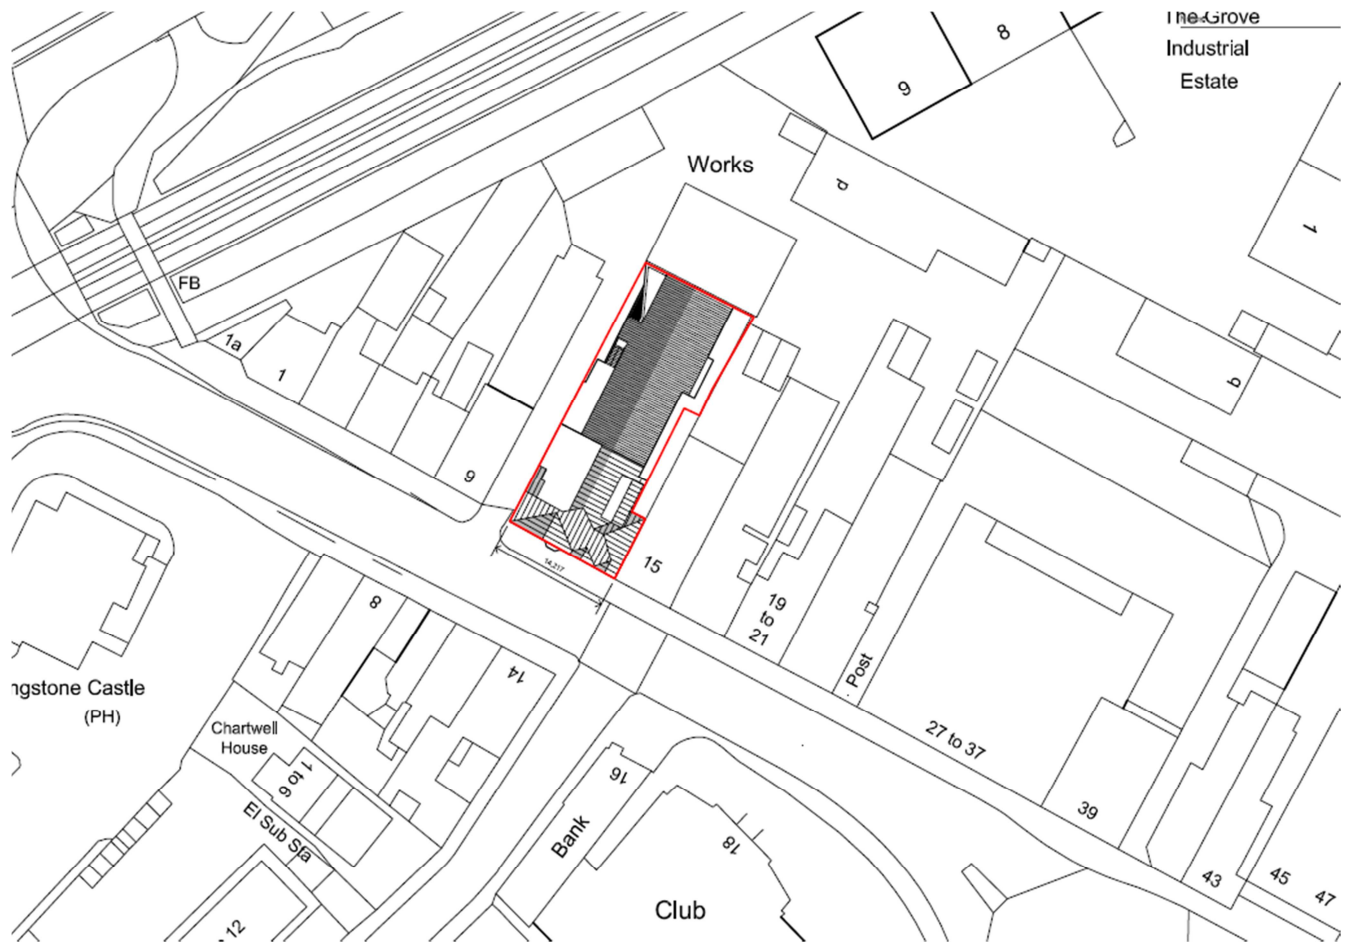 The Grove
Industrial
Estate
8
9
Works
d
1
FB
1a
1
b
9
14,217
15
8
19
to
21
14
Post
ngstone Castle
(PH)
Chartwell
House
27 to 37
1 to 6
16
39
El Sub Sta
Bank
18
43
45
47
Club
12